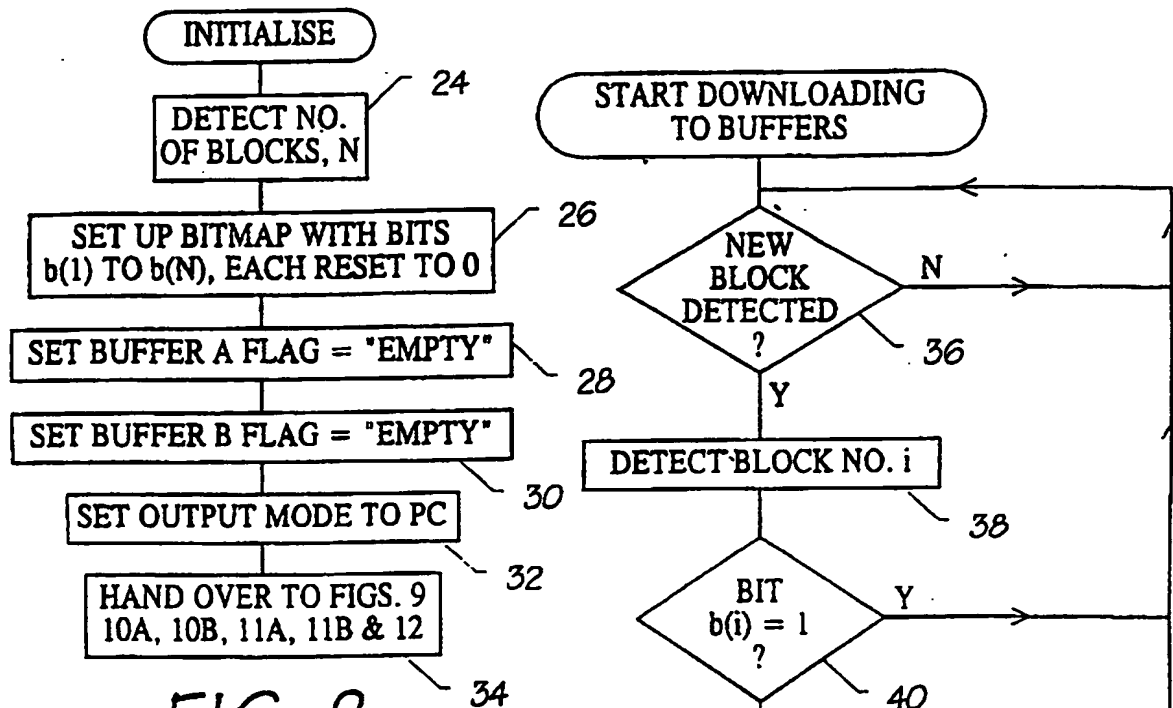 INITIALISE
24
DETECT NO.
OF BLOCKS, N
26
SET UP BITMAP WITH BITS
b(1) TO b(N), EACH RESET TO 0
SET BUFFER A FLAG = "EMPTY"
28
SET BUFFER B FLAG = "EMPTY"
30
SET OUTPUT MODE TO PC
32
HAND OVER TO FIGS. 9
10A, 10B, 11A, 11B & 12
34
START DOWNLOADING
TO BUFFERS
NEW
BLOCK
DETECTED
?
N
36
Y
DETECT BLOCK NO. i
38
BIT
b(i) = 1
?
Y
40